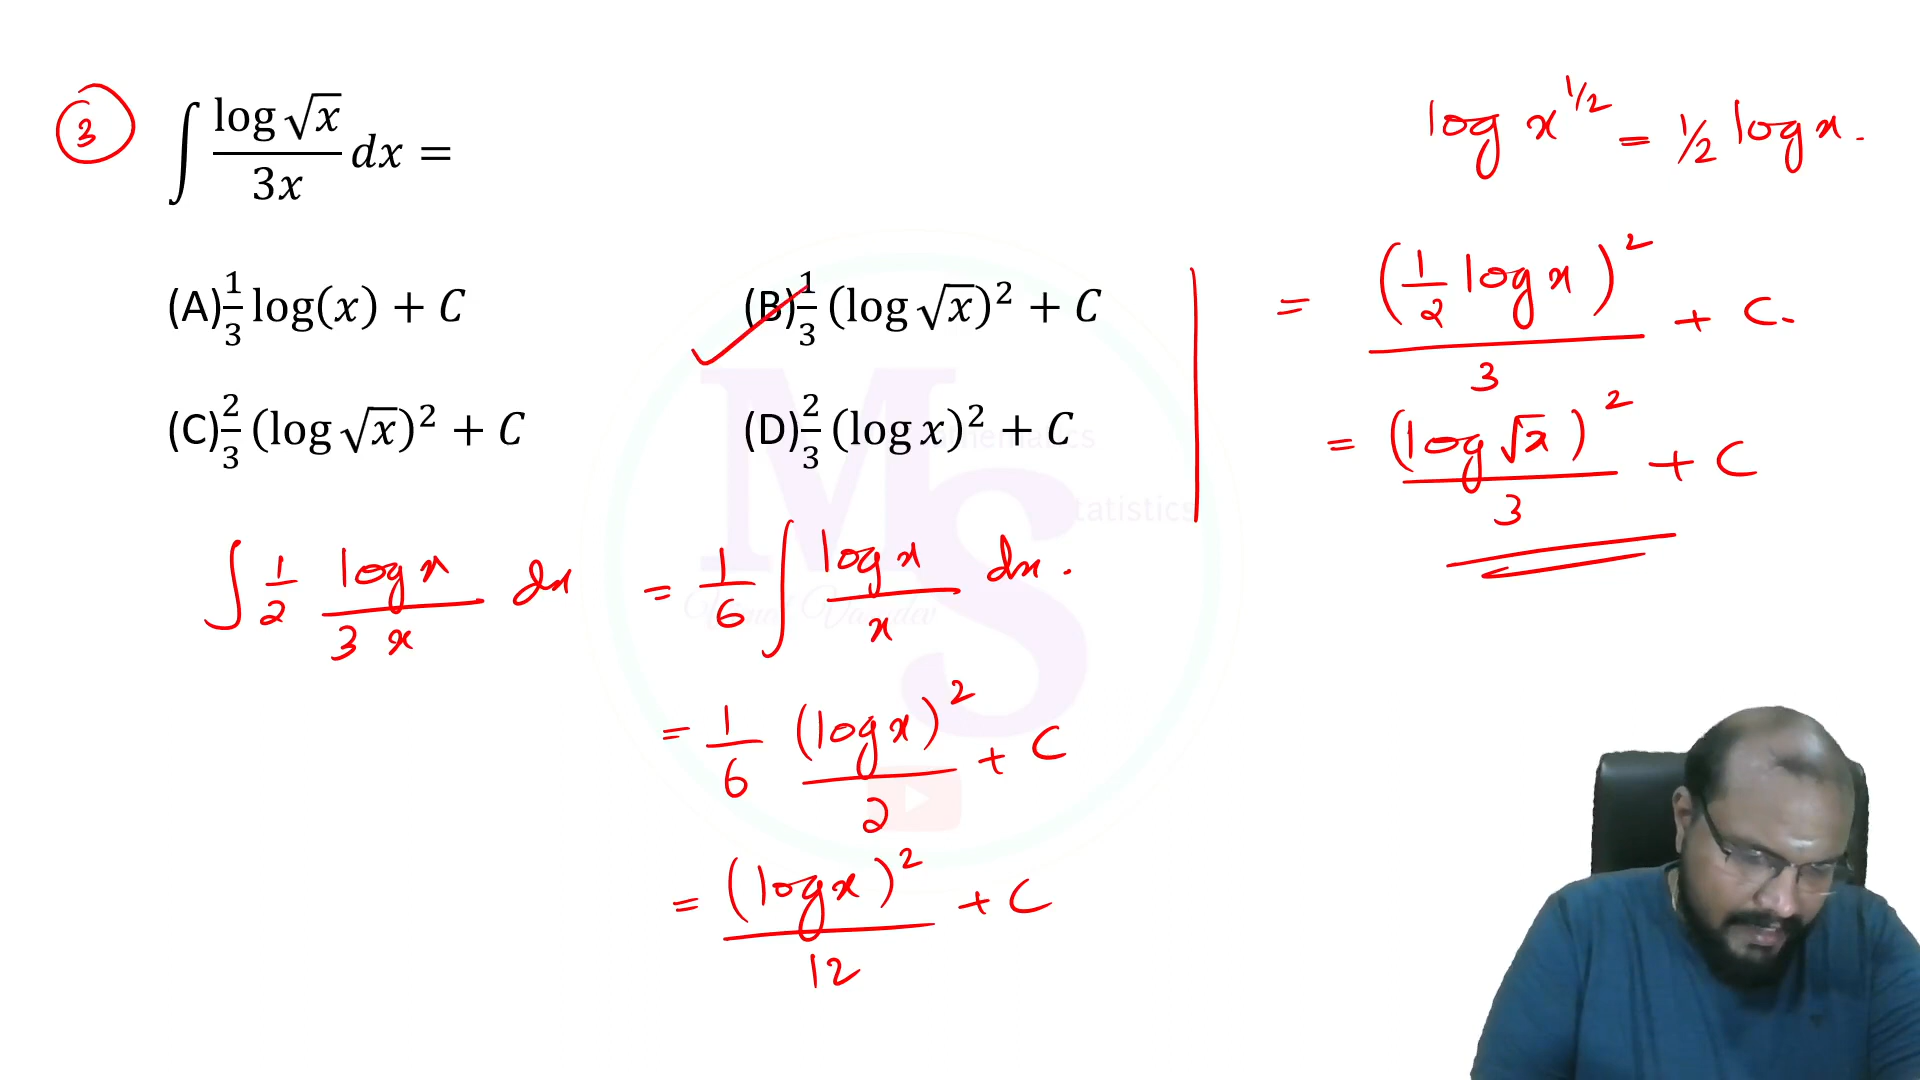 3 ∫ log √x / 3x dx =
(A) 1/3 log(x) + C
(B) 1/3 (log √x)² + C
(C) 2/3 (log √x)² + C
(D) 2/3 (log x)² + C
∫ 1/2 log x / 3 x dx = 1/6 ∫ log x / x dx.
= 1/6 (log x)² / 2 + C
= (log x)² / 12 + C
log x^1/2 = 1/2 log x.
= (1/2 log x)² / 3 + C.
= (log √x)² / 3 + C
MS
tatistics